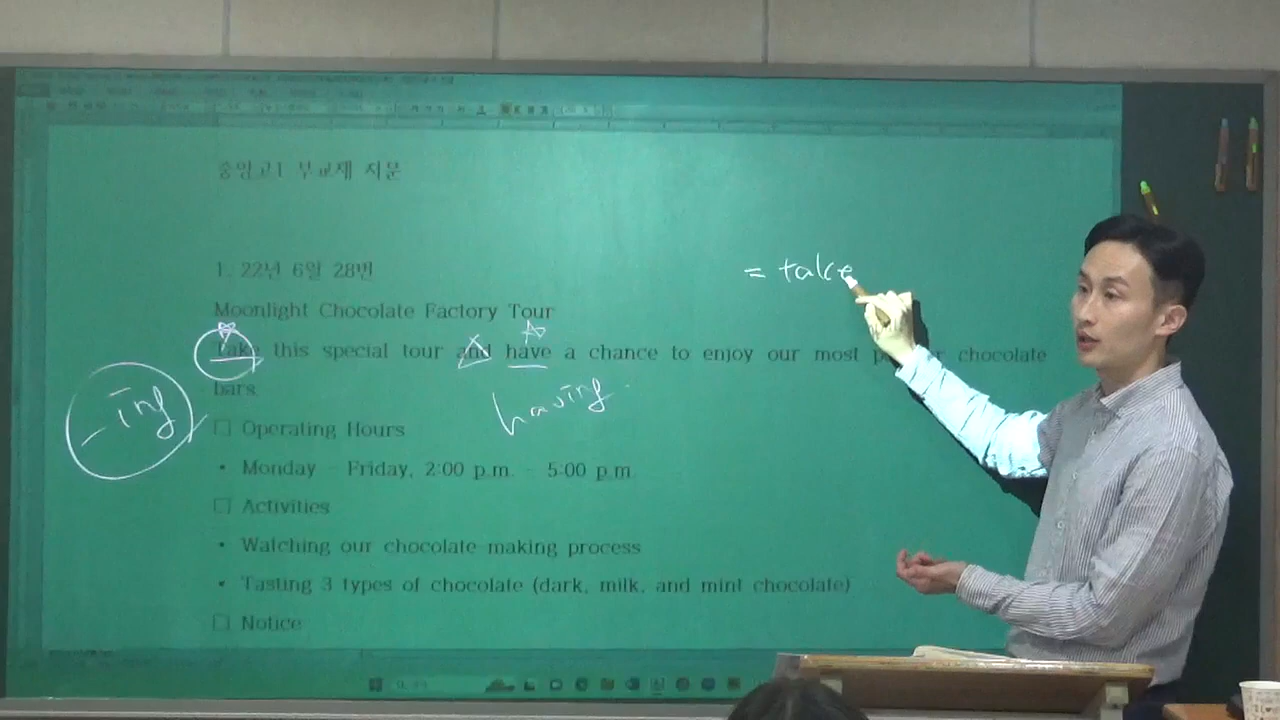 중앙고1 부교재 지문
1. 22년 6월 28번
= take
Moonlight Chocolate Factory Tour
Take this special tour and have a chance to enjoy our most chocolate
bars.
-ing
having
□ Operating Hours
• Monday - Friday, 2:00 p.m. - 5:00 p.m.
□ Activities
• Watching our chocolate-making process
• Tasting 3 types of chocolate (dark, milk, and mint chocolate)
□ Notice